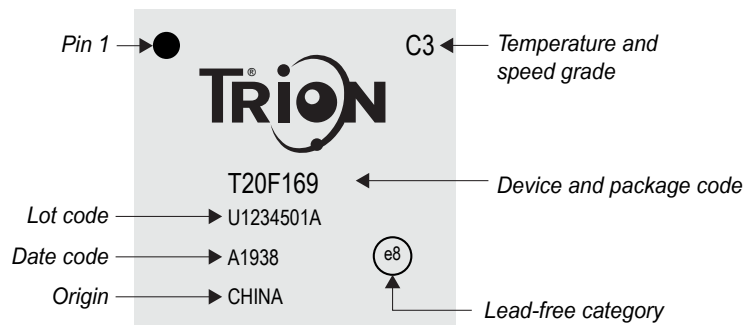 Pin 1
C3
Temperature and
speed grade
TRION®
T20F169
Device and package code
Lot code
U1234501A
Date code
A1938
e8
Origin
CHINA
Lead-free category